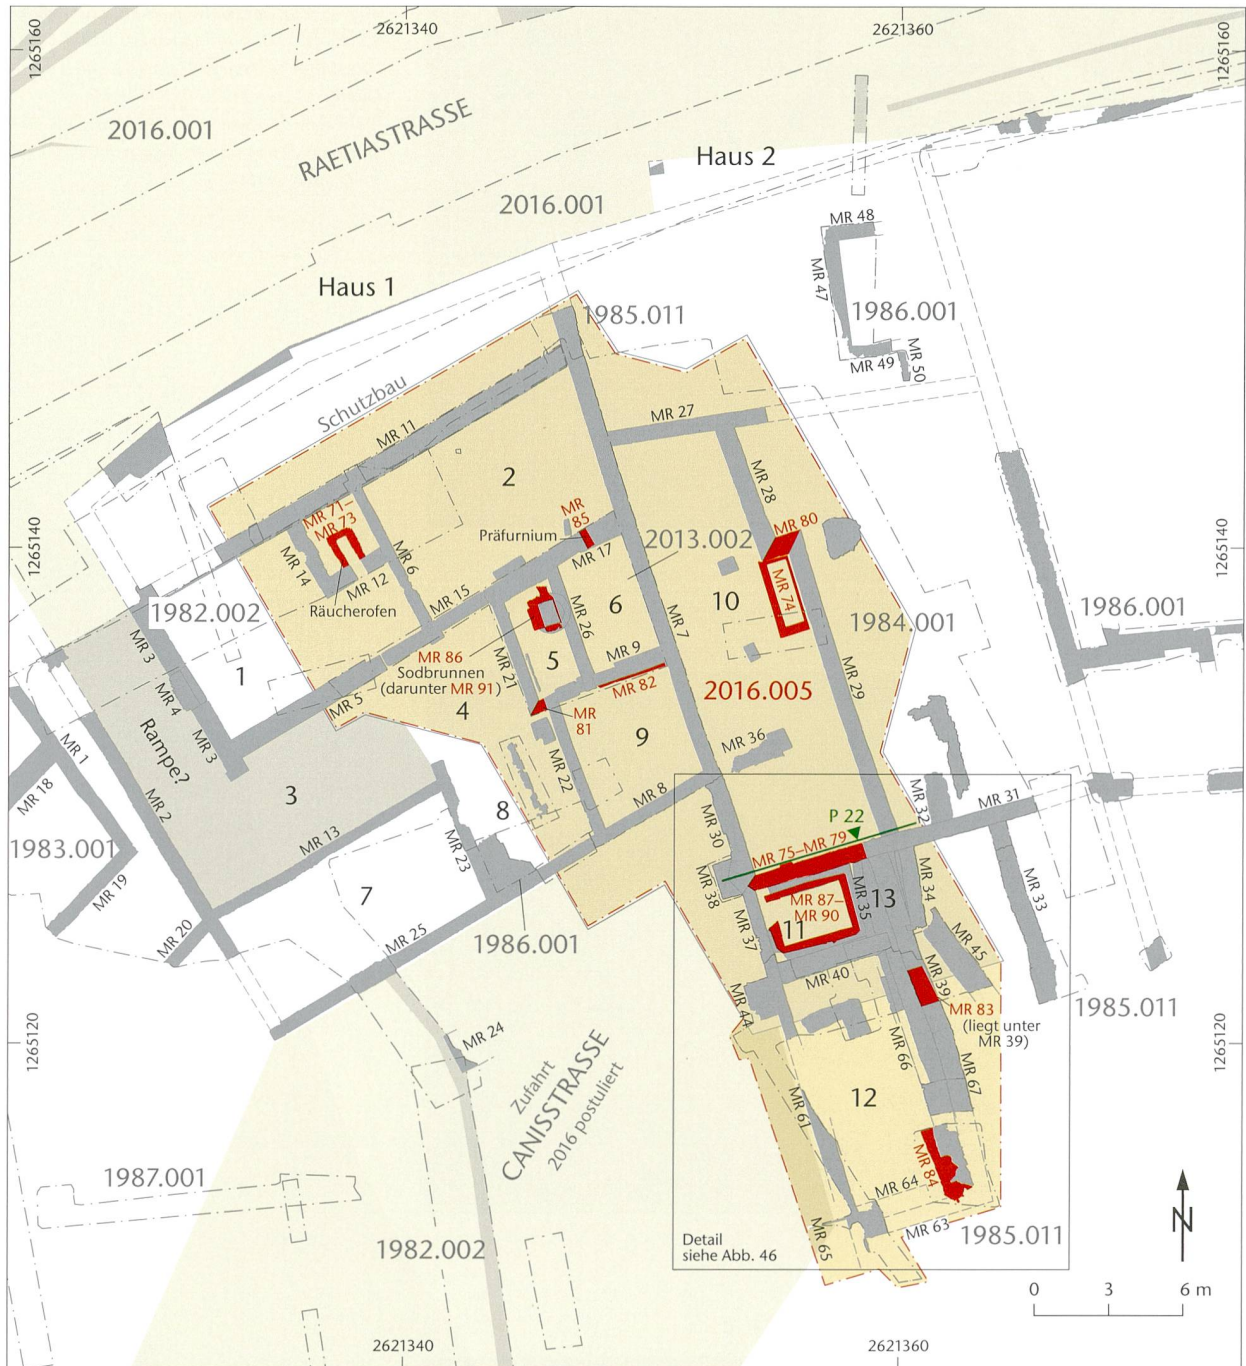 2621340
2621360
1265160
1265160
2016.001
RAETIASTRASSE
Haus 2
2016.001
MR 48
MR 47
Haus 1
1986.001
1985.011
MR 49
MR 50
Schutzbau
MR 11
MR 27
2
MR 28
MR 71–
MR 73
MR
85
MR 80
1265140
1265140
Präfurnium
2013.002
MR 17
MR 14
MR 6
MR 12
MR 74
Räucherofen
MR 15
1982.002
6
10
1986.001
MR 26
MR 7
1984.001
MR 3
MR 86
Sodbrunnen
(darunter MR 91)
MR 21
5
MR 9
MR 82
2016.005
MR 29
1
MR 4
MR 5
4
MR
81
9
MR 36
Rampe?
MR 3
MR 1
MR 18
MR 2
3
MR 22
MR 8
8
MR 31
MR 32
P 22
MR 30
1983.001
MR 13
MR 23
MR 75–MR 79
MR 19
7
MR 38
MR 87–
MR 90
MR 35
13
MR 34
MR 33
11
MR 20
MR 25
1986.001
MR 37
MR 45
MR 40
MR 39
MR 44
MR 83
(liegt unter
MR 39)
1985.011
1265120
1265120
MR 24
MR 66
MR 67
Zufahrt
CANISSTRASSE
2016 postuliert
12
MR 61
1987.001
MR 84
MR 64
MR 63
MR 65
1985.011
1982.002
Detail
siehe Abb. 46
N
0 3 6 m
2621340
2621360